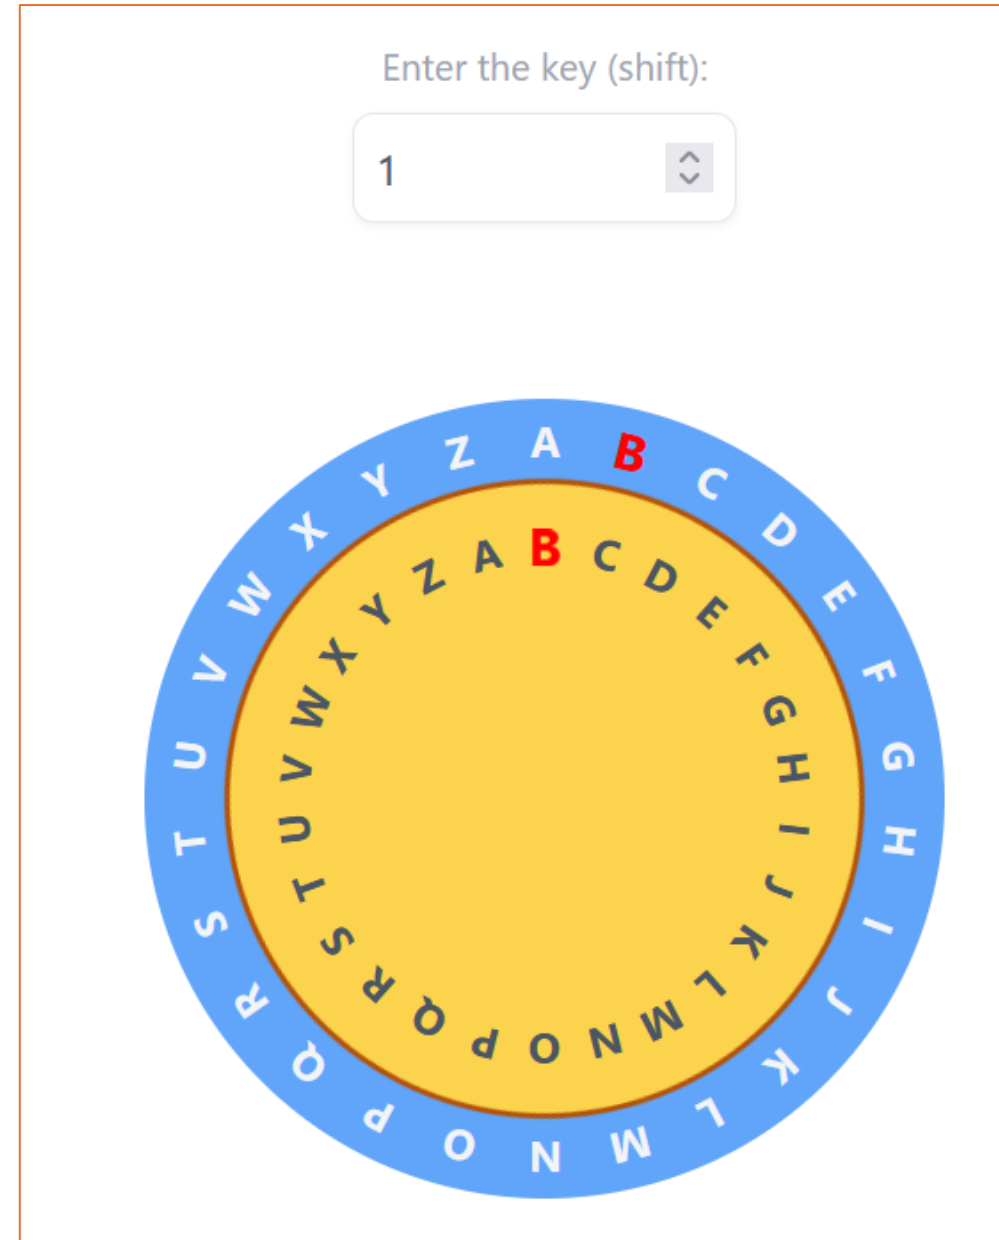 Enter the key (shift):
1
A B C D E F G H I J K L M N O P Q R S T U V W X Y Z
B C D E F G H I J K L M N O P Q R S T U V W X Y Z A